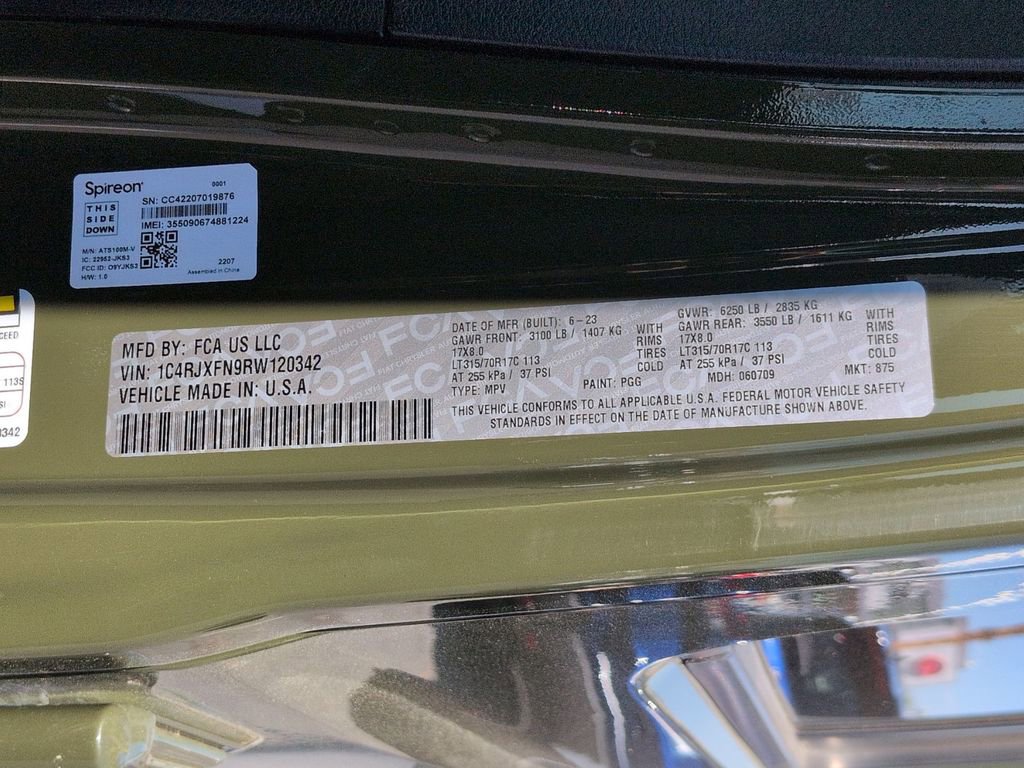 Spireon®
0001
SN: CC42207019876
THIS
SIDE
DOWN
IMEI: 355090674881224
M/N: ATS100M-V
IC: 22952-JKS3
FCC ID: O9YJKS3
H/W: 1.0
2207
Assembled in China
CEED
113S
SI
0342
MFD BY: FCA US LLC
VIN: 1C4RJXFN9RW120342
VEHICLE MADE IN: U.S.A.
DATE OF MFR (BUILT): 6-23
GAWR FRONT: 3100 LB / 1407 KG WITH
17X8.0 RIMS
LT315/70R17C 113 TIRES
AT 255 kPa / 37 PSI COLD
TYPE: MPV
PAINT: PGG
GVWR: 6250 LB / 2835 KG
GAWR REAR: 3550 LB / 1611 KG WITH
17X8.0 RIMS
LT315/70R17C 113 TIRES
AT 255 kPa / 37 PSI COLD
MDH: 060709
MKT: 875
THIS VEHICLE CONFORMS TO ALL APPLICABLE U.S.A. FEDERAL MOTOR VEHICLE SAFETY
STANDARDS IN EFFECT ON THE DATE OF MANUFACTURE SHOWN ABOVE.